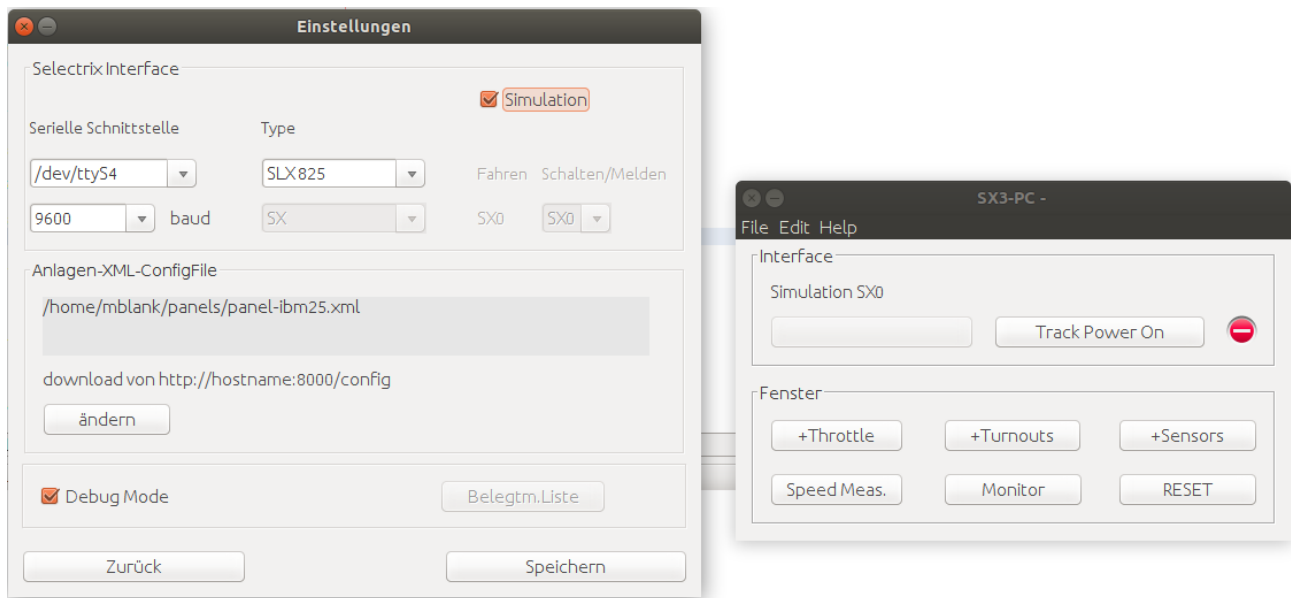 Einstellungen
Selectrix Interface
Simulation
Serielle Schnittstelle Type
/dev/ttyS4 SLX825 Fahren Schalten/Melden
9600 baud SX SX0 SX0
Anlagen-XML-ConfigFile
/home/mblank/panels/panel-ibm25.xml
download von http://hostname:8000/config
ändern
Debug Mode Belegtm.Liste
Zurück Speichern
SX3-PC -
File Edit Help
Interface
Simulation SX0
Track Power On
Fenster
+Throttle +Turnouts +Sensors
Speed Meas. Monitor RESET